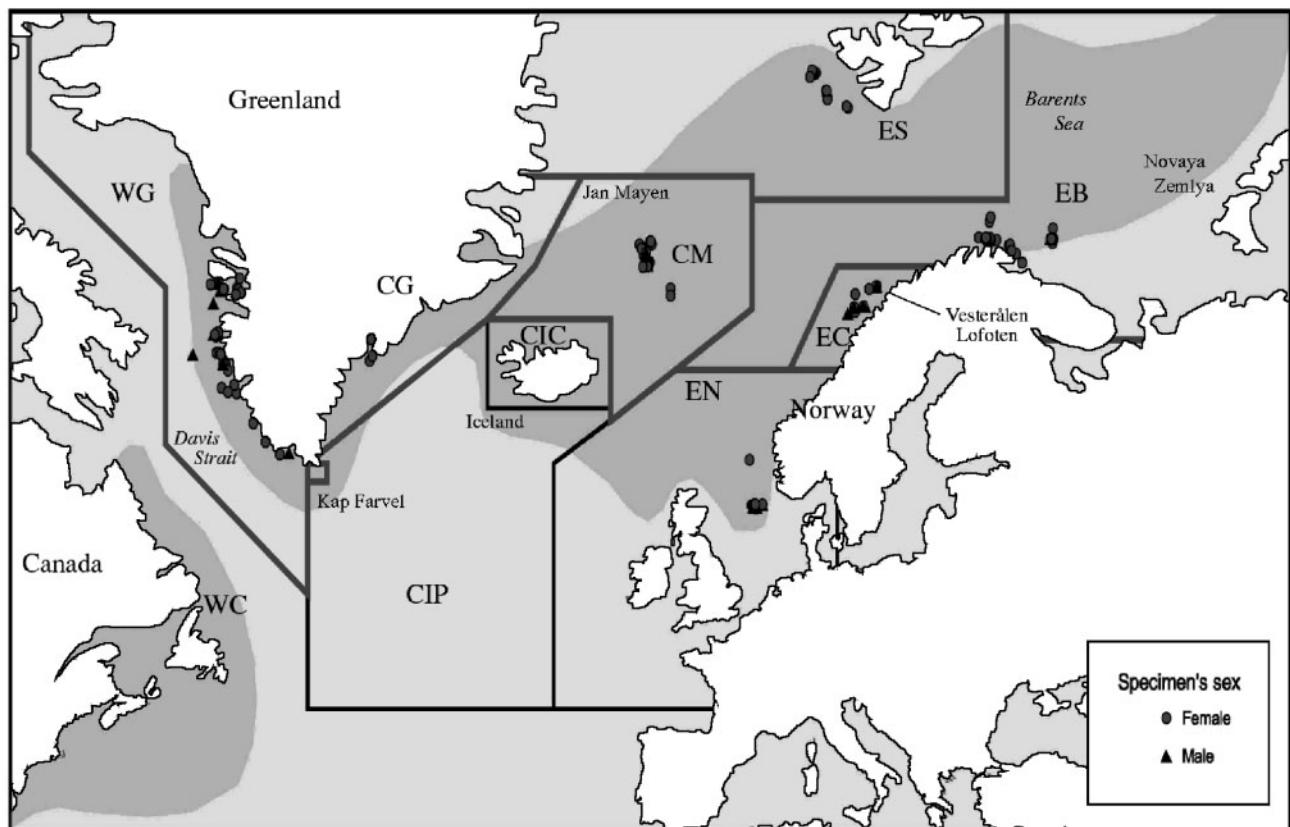 Greenland
Barents
Sea
ES
WG
Jan Mayen
Novaya
Zemlya
EB
CM
CG
Vesterålen
Lofoten
CIC
EC
EN
Iceland
Norway
Davis
Strait
Kap Farvel
Canada
WC
CIP
Specimen's sex
Female
Male